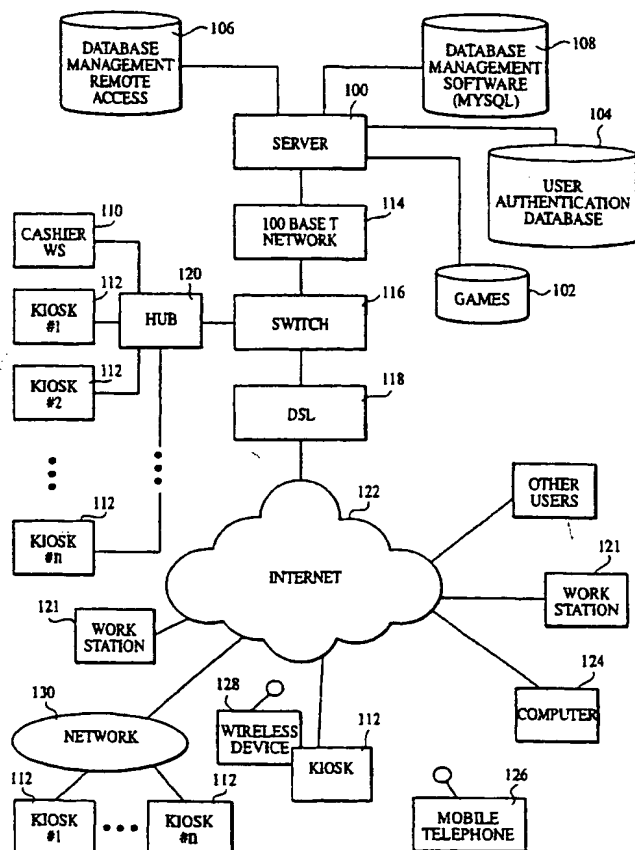 106
DATABASE
MANAGEMENT
REMOTE
ACCESS
108
DATABASE
MANAGEMENT
SOFTWARE
(MYSQL)
100
SERVER
104
USER
AUTHENTICATION
DATABASE
114
100 BASE T
NETWORK
102
GAMES
110
CASHIER
WS
120
HUB
116
SWITCH
112
KIOSK
#1
112
KIOSK
#2
118
DSL
112
KIOSK
#n
122
INTERNET
OTHER
USERS
121
WORK
STATION
121
WORK
STATION
124
COMPUTER
130
NETWORK
128
WIRELESS
DEVICE
112
KIOSK
112
KIOSK
#1
112
KIOSK
#n
126
MOBILE
TELEPHONE